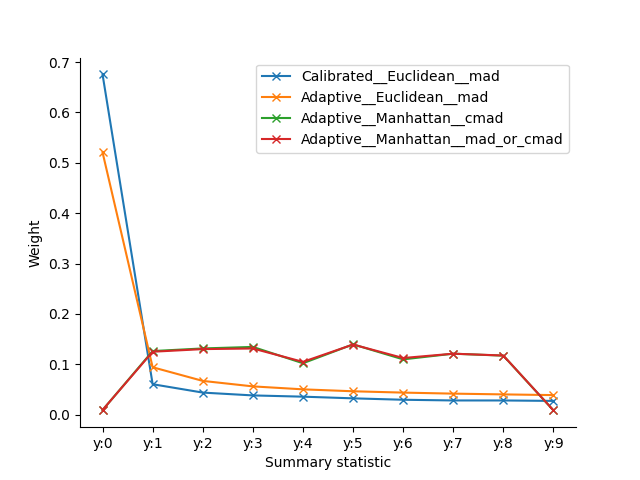 Calibrated__Euclidean__mad
Adaptive__Euclidean__mad
Adaptive__Manhattan__cmad
Adaptive__Manhattan__mad_or_cmad
Weight
0.7
0.6
0.5
0.4
0.3
0.2
0.1
0.0
y:0 y:1 y:2 y:3 y:4 y:5 y:6 y:7 y:8 y:9
Summary statistic